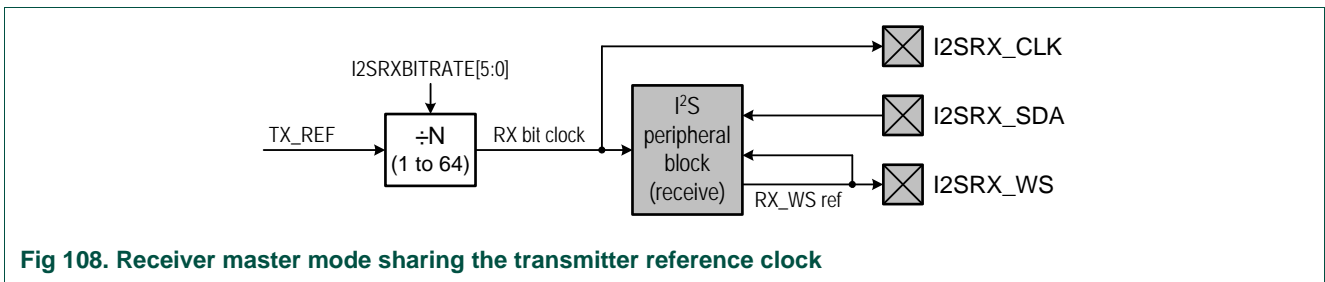 I2SRX_CLK
I2SRXBITRATE[5:0]
TX_REF
÷N
(1 to 64)
RX bit clock
I²S
peripheral
block
(receive)
I2SRX_SDA
RX_WS ref
I2SRX_WS
Fig 108. Receiver master mode sharing the transmitter reference clock